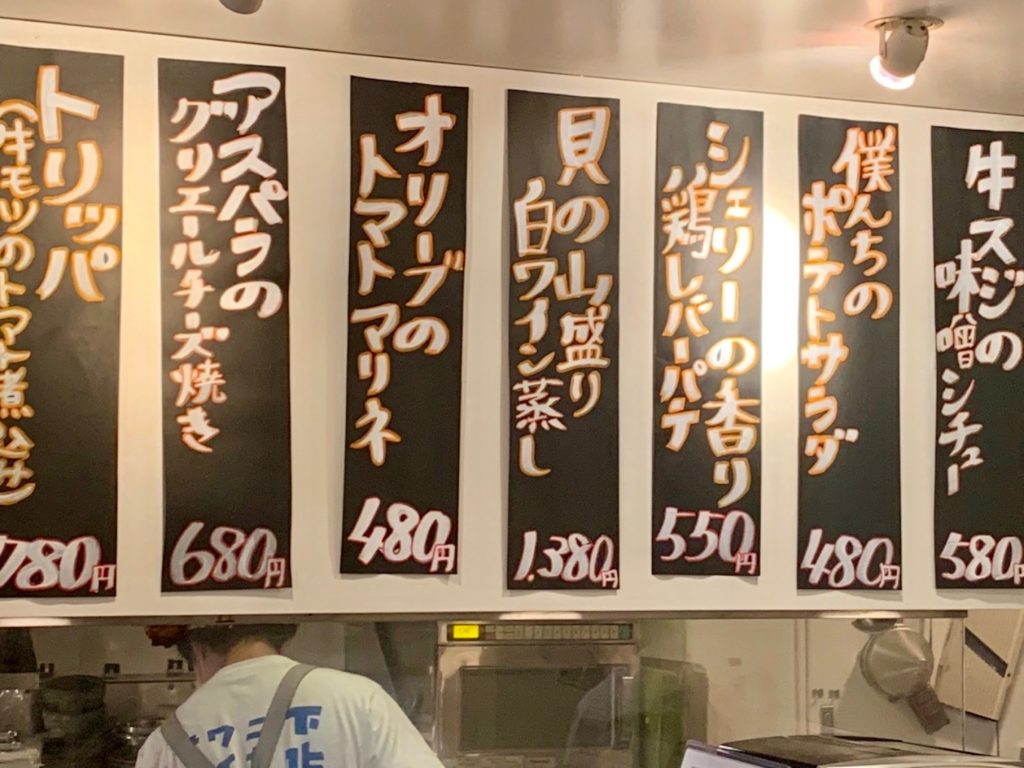 牛スジの
味噌シチュー
580円
僕んちの
ポテトサラダ
480円
シェリーの香り
鶏レバーパテ
550円
貝の山盛り
白ワイン蒸し
1.380円
オリーブの
トマトマリネ
480円
アスパラの
グリエールチーズ焼き
680円
トリッパ
(牛モツのトマト煮込み)
780円